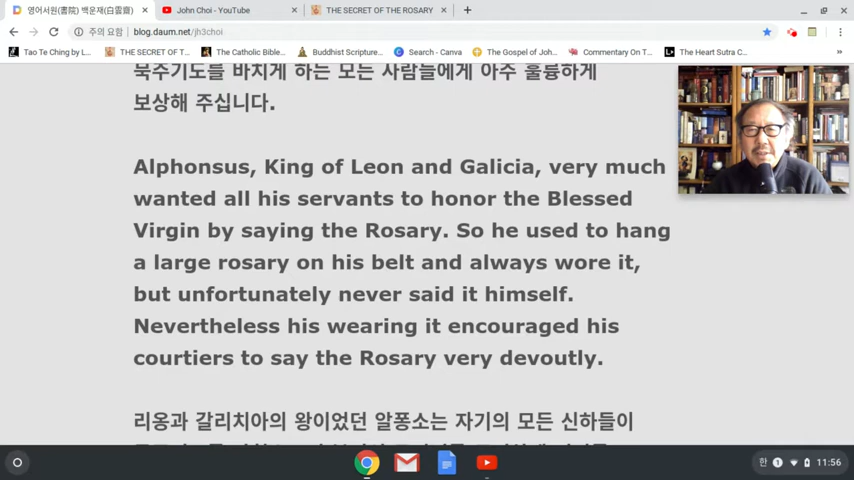 영어서원(書院) 백운재(白雲齋)
John Choi - YouTube
THE SECRET OF THE ROSARY
주의 요함
blog.daum.net/jh3choi
Tao Te Ching by L...
THE SECRET OF T...
The Catholic Bible...
Buddhist Scripture...
Search - Canva
The Gospel of Joh...
Commentary On T...
The Heart Sutra C...
묵주기도를 바치게 하는 모든 사람들에게 아주 훌륭하게
보상해 주십니다.
Alphonsus, King of Leon and Galicia, very much
wanted all his servants to honor the Blessed
Virgin by saying the Rosary. So he used to hang
a large rosary on his belt and always wore it,
but unfortunately never said it himself.
Nevertheless his wearing it encouraged his
courtiers to say the Rosary very devoutly.
리옹과 갈리치아의 왕이었던 알퐁소는 자기의 모든 신하들이
한
1
11:56